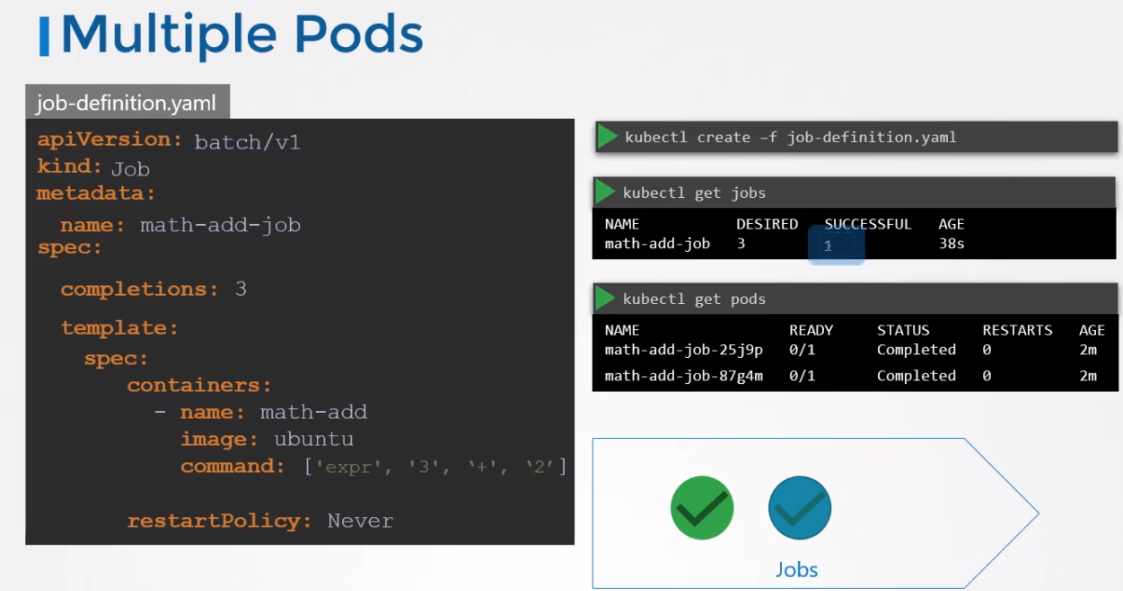 Multiple Pods
job-definition.yaml
apiVersion: batch/v1
kind: Job
metadata:
name: math-add-job
spec:
completions: 3
template:
spec:
containers:
- name: math-add
image: ubuntu
command: ['expr', '3', ‘+', ‘2’]
restartPolicy: Never
kubectl create –f job-definition.yaml
kubectl get jobs
NAME DESIRED SUCCESSFUL AGE
math-add-job 3 1 38s
kubectl get pods
NAME READY STATUS RESTARTS AGE
math-add-job-25j9p 0/1 Completed 0 2m
math-add-job-87g4m 0/1 Completed 0 2m
Jobs